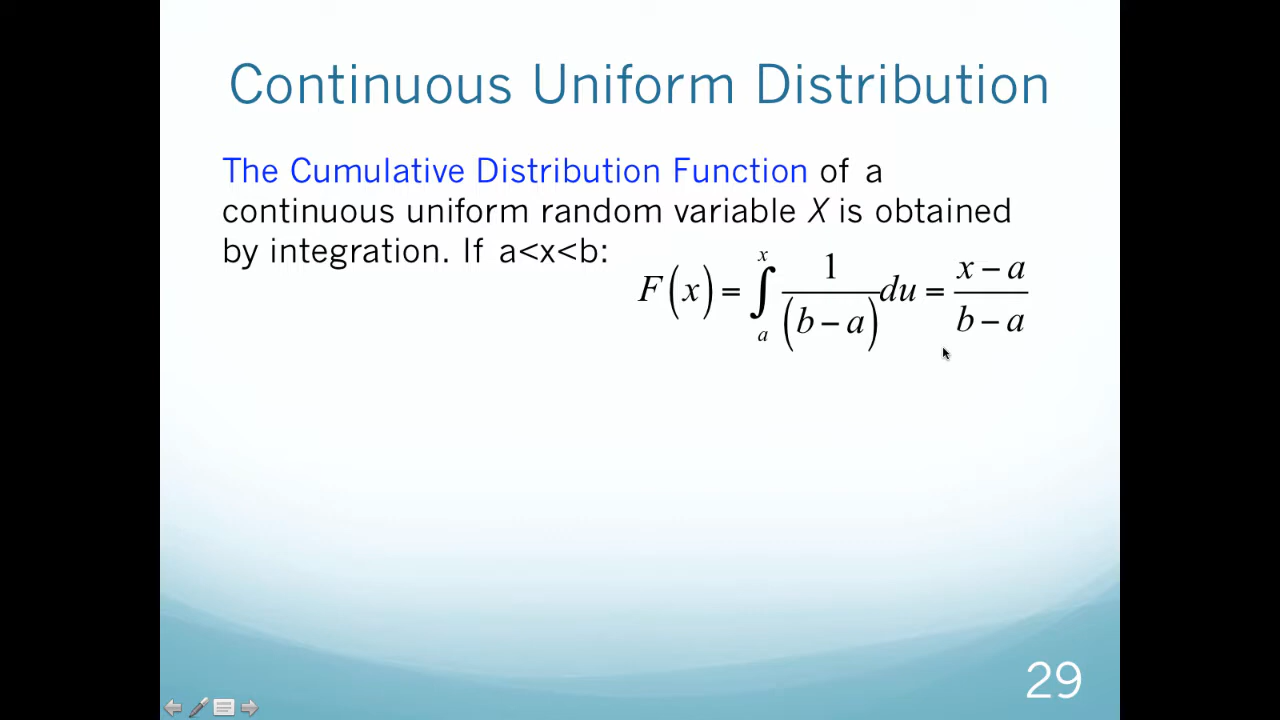 Continuous Uniform Distribution
The Cumulative Distribution Function of a
continuous uniform random variable X is obtained
by integration. If a<x<b:
F(x) = ∫ₐˣ 1/(b − a) du = (x − a)/(b − a)
29